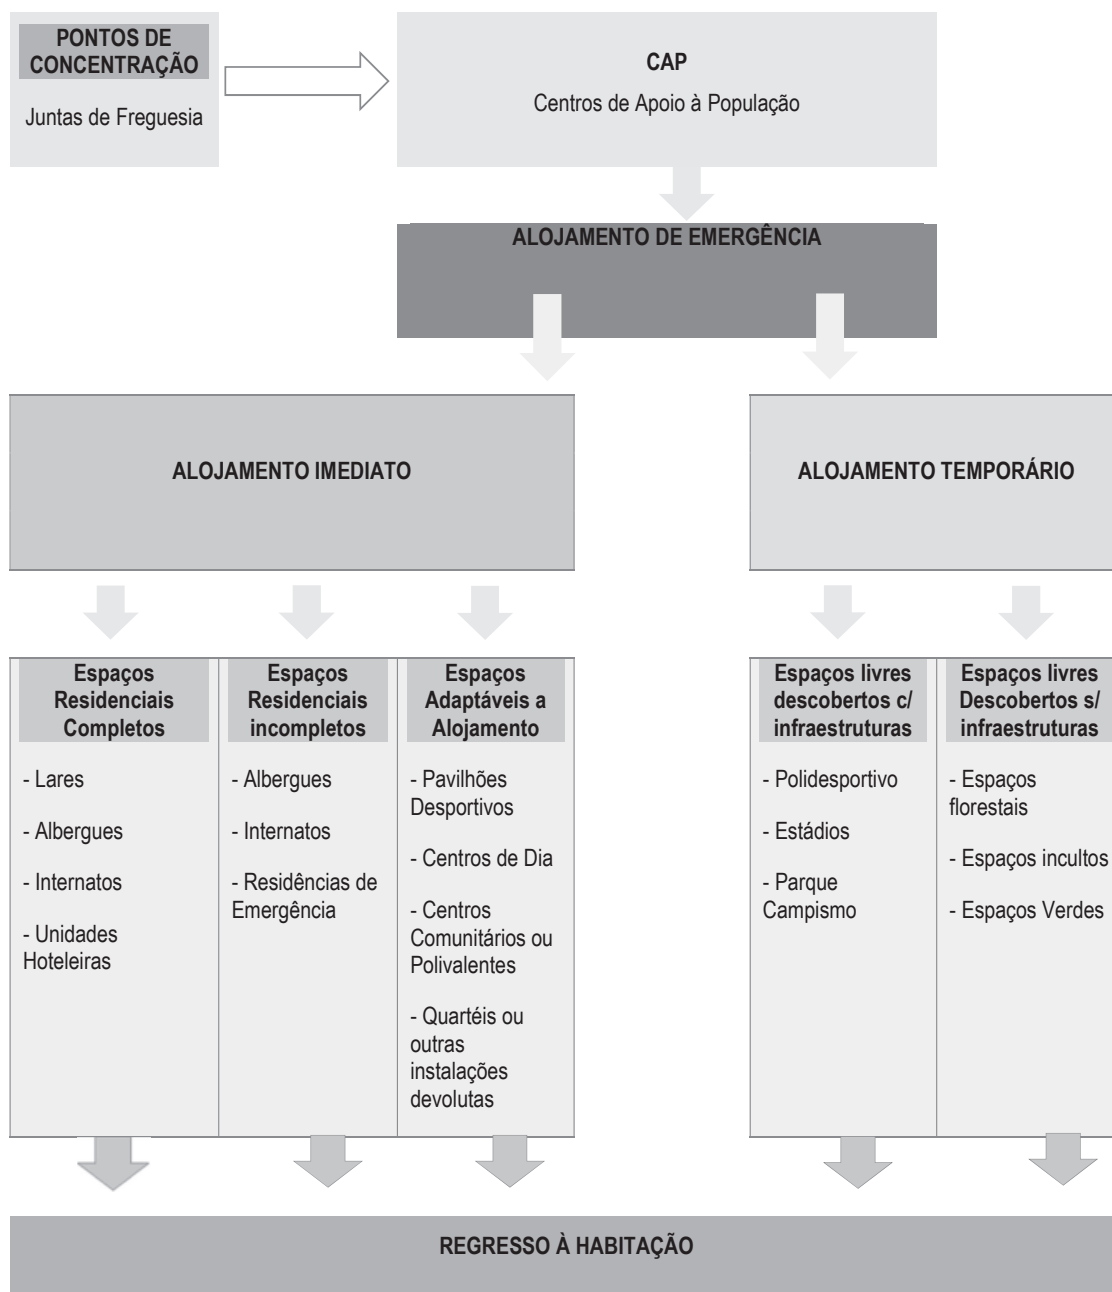 PONTOS DE
CONCENTRAÇÃO
Juntas de Freguesia
CAP
Centros de Apoio à População
ALOJAMENTO DE EMERGÊNCIA
ALOJAMENTO IMEDIATO
ALOJAMENTO TEMPORÁRIO
Espaços
Residenciais
Completos
- Lares
- Albergues
- Internatos
- Unidades
Hoteleiras
Espaços
Residenciais
incompletos
- Albergues
- Internatos
- Residências de
Emergência
Espaços
Adaptáveis a
Alojamento
- Pavilhões
Desportivos
- Centros de Dia
- Centros
Comunitários ou
Polivalentes
- Quartéis ou
outras
instalações
devolutas
Espaços livres
descobertos c/
infraestruturas
- Polidesportivo
- Estádios
- Parque
Campismo
Espaços livres
Descobertos s/
infraestruturas
- Espaços
florestais
- Espaços incultos
- Espaços Verdes
REGRESSO À HABITAÇÃO